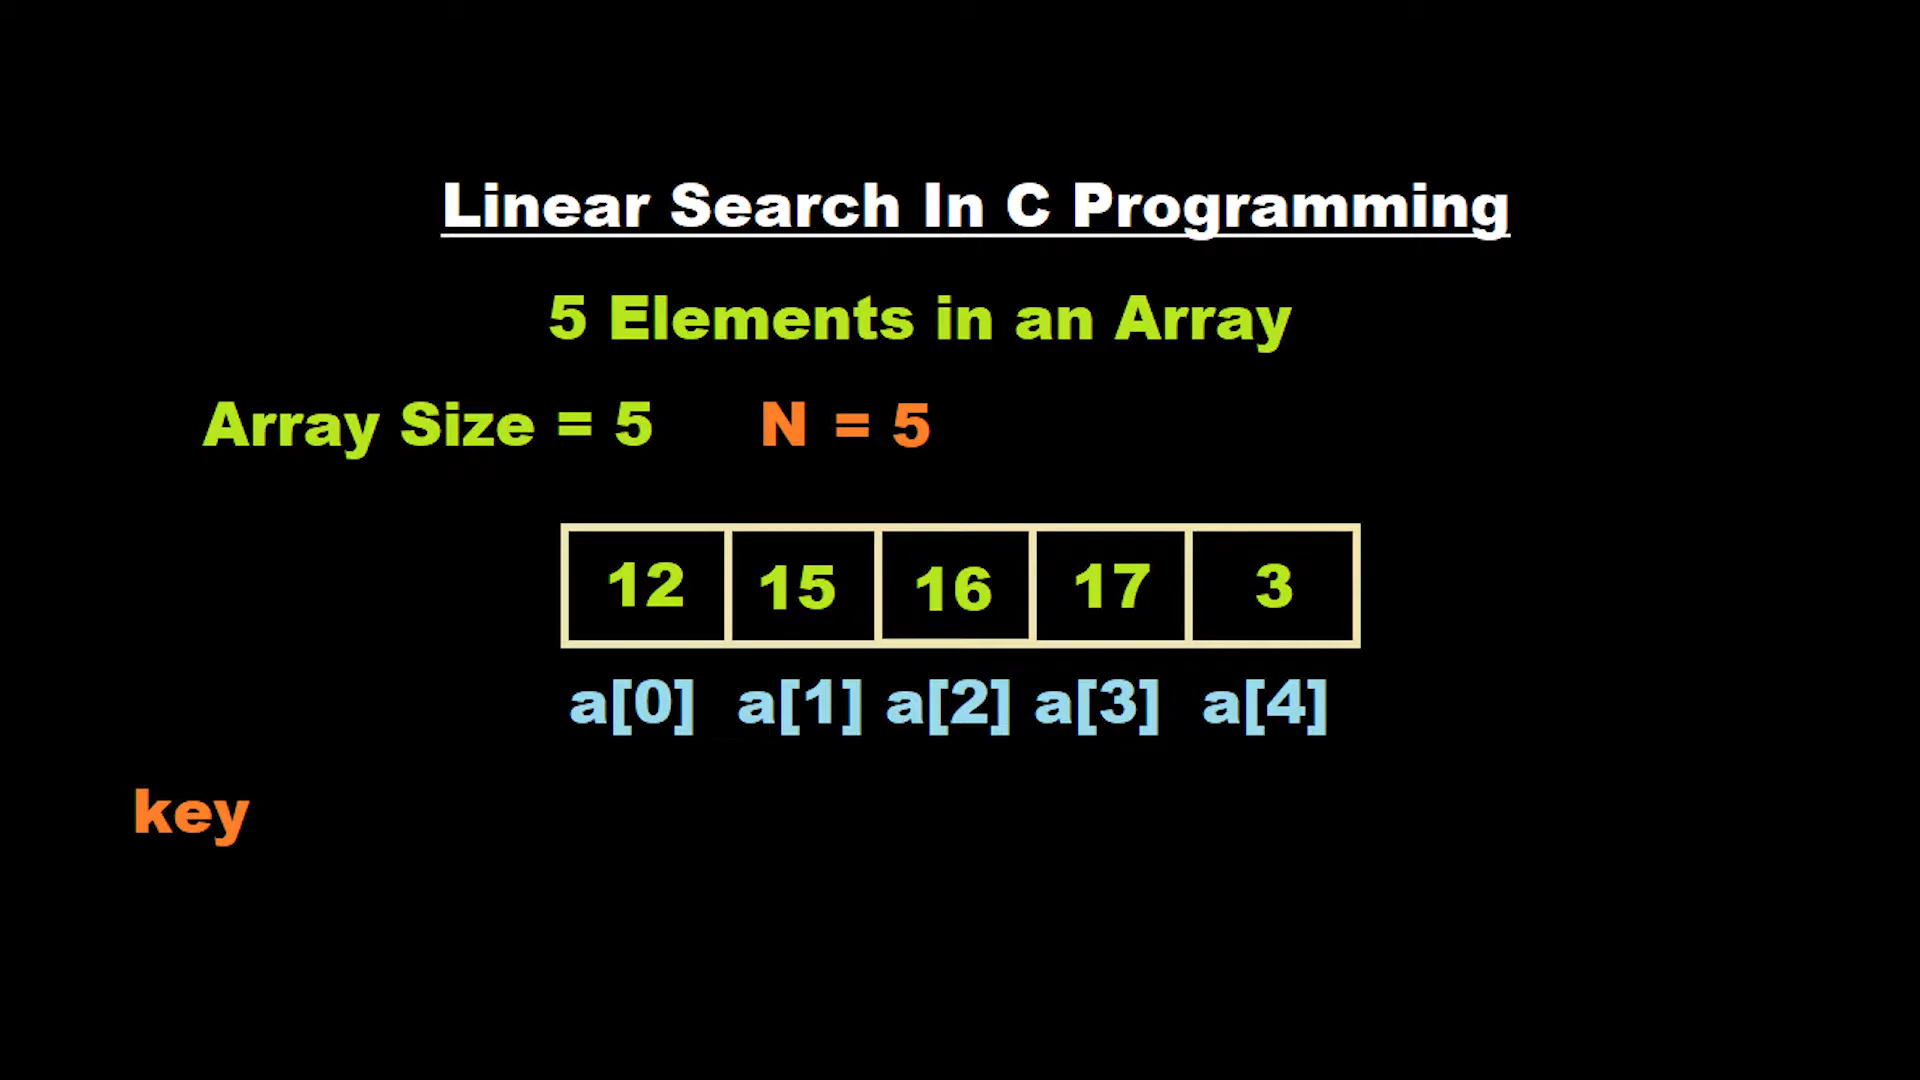 Linear Search In C Programming
5 Elements in an Array
Array Size = 5 N = 5
12 15 16 17 3
a[0] a[1] a[2] a[3] a[4]
key